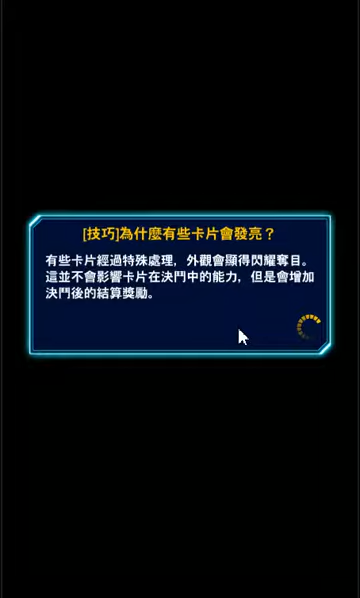 [技巧]為什麼有些卡片會發亮？
有些卡片經過特殊處理，外觀會顯得閃耀奪目。
這並不會影響卡片在決鬥中的能力，但是會增加
決鬥後的結算獎勵。